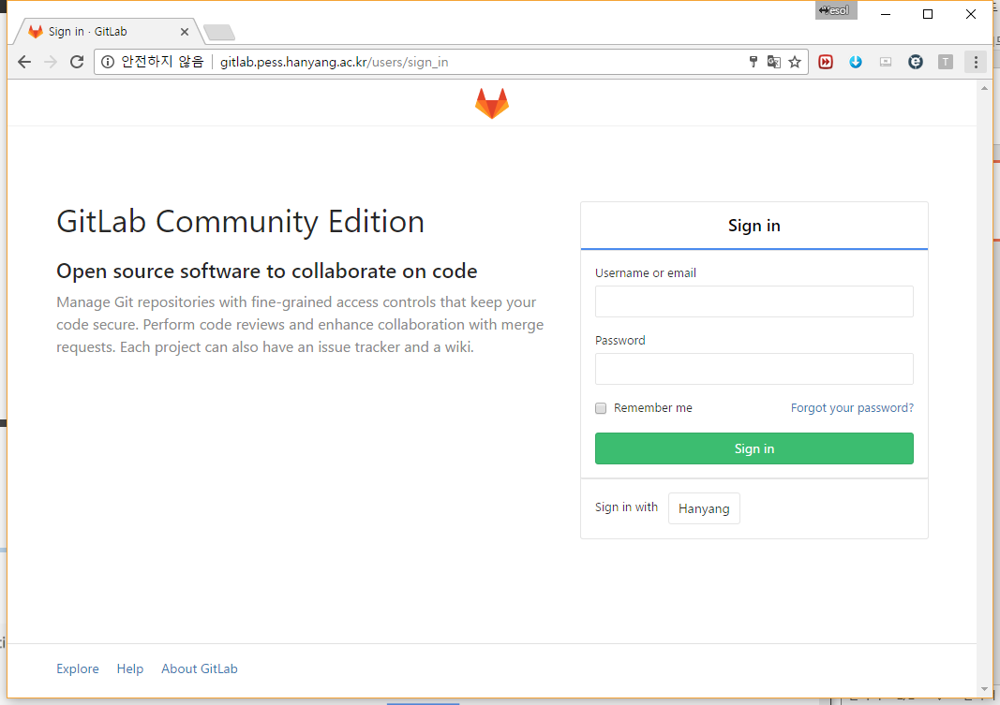 Yesol
Sign in · GitLab
안전하지 않음 gitlab.pess.hanyang.ac.kr/users/sign_in
T
GitLab Community Edition
Open source software to collaborate on code
Manage Git repositories with fine-grained access controls that keep your
code secure. Perform code reviews and enhance collaboration with merge
requests. Each project can also have an issue tracker and a wiki.
Sign in
Username or email
Password
Remember me Forgot your password?
Sign in
Sign in with Hanyang
Explore Help About GitLab